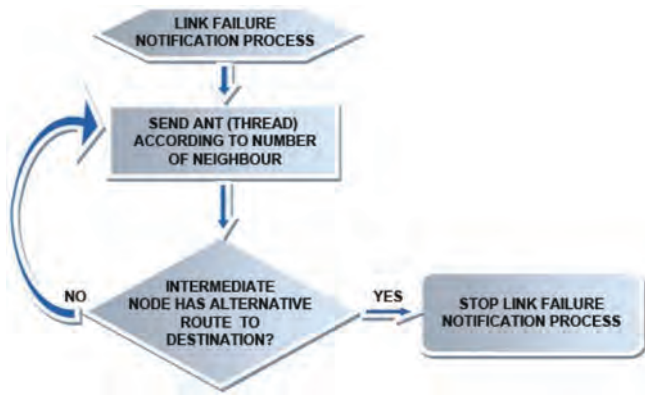 LINK FAILURE
NOTIFICATION PROCESS
SEND ANT (THREAD)
ACCORDING TO NUMBER
OF NEIGHBOUR
INTERMEDIATE
NODE HAS ALTERNATIVE
ROUTE TO
DESTINATION?
NO
YES
STOP LINK FAILURE
NOTIFICATION PROCESS